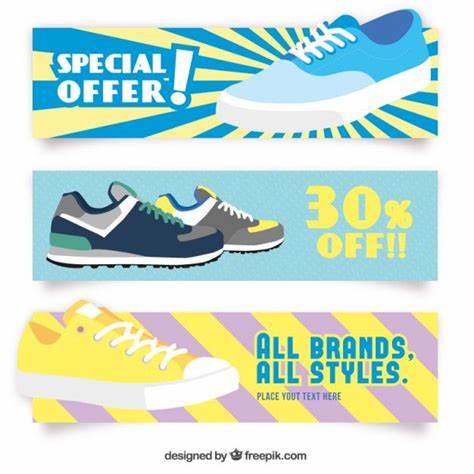 SPECIAL
OFFER!
30%
OFF!!
ALL BRANDS,
ALL STYLES.
PLACE YOUT TEXT HERE
designed by freepik.com